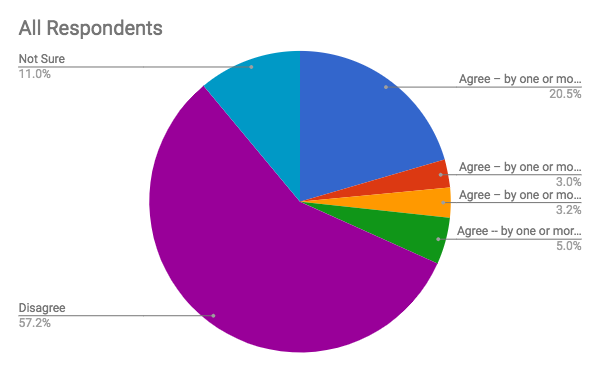 All Respondents
Not Sure
11.0%
Agree – by one or mo...
20.5%
Agree – by one or mo...
3.0%
Agree – by one or mo...
3.2%
Agree -- by one or mor...
5.0%
Disagree
57.2%